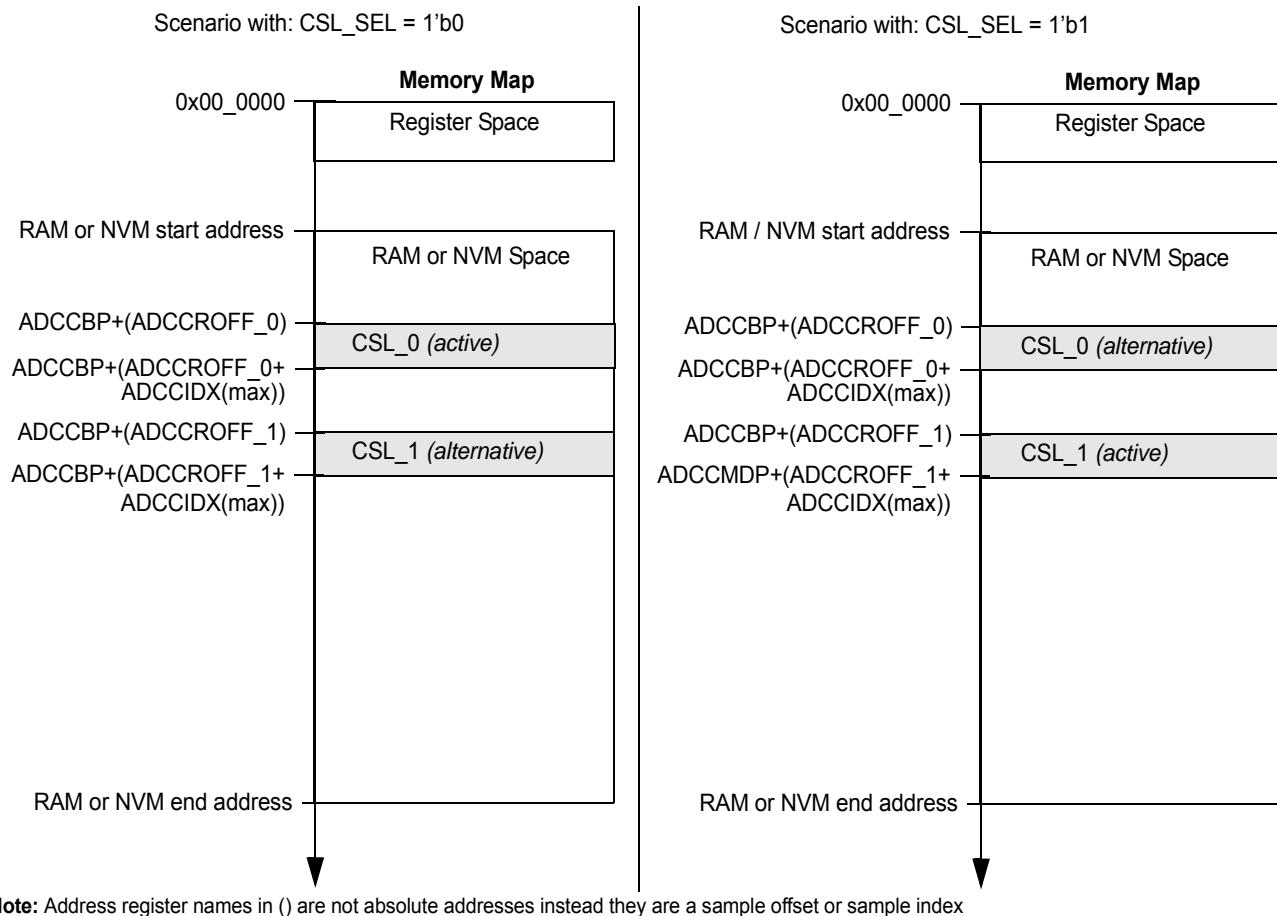 Scenario with: CSL_SEL = 1’b0
Memory Map
0x00_0000
Register Space
RAM or NVM start address
RAM or NVM Space
ADCCBP+(ADCCROFF_0)
CSL_0 (active)
ADCCBP+(ADCCROFF_0+
ADCCIDX(max))
ADCCBP+(ADCCROFF_1)
CSL_1 (alternative)
ADCCBP+(ADCCROFF_1+
ADCCIDX(max))
RAM or NVM end address
Scenario with: CSL_SEL = 1’b1
Memory Map
0x00_0000
Register Space
RAM / NVM start address
RAM or NVM Space
ADCCBP+(ADCCROFF_0)
CSL_0 (alternative)
ADCCBP+(ADCCROFF_0+
ADCCIDX(max))
ADCCBP+(ADCCROFF_1)
CSL_1 (active)
ADCCMDP+(ADCCROFF_1+
ADCCIDX(max))
RAM or NVM end address
ote: Address register names in () are not absolute addresses instead they are a sample offset or sample index